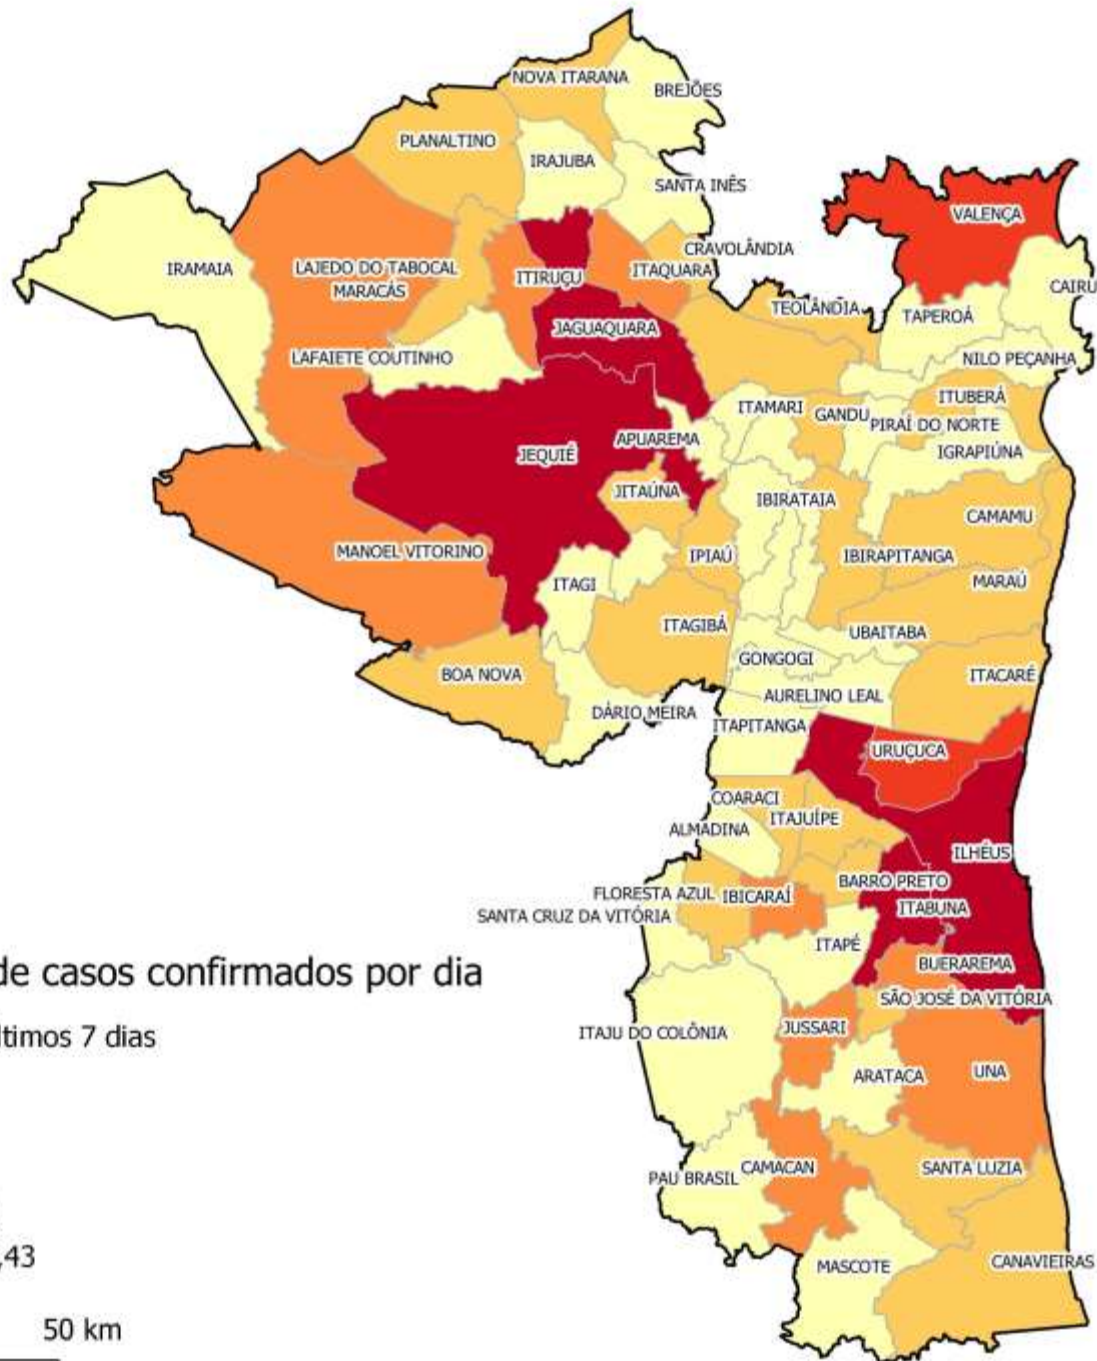 NOVA ITARANA
BREJÕES
PLANALTINO
IRAJUBA
SANTA INÊS
VALENÇA
CRAVOLÂNDIA
IRAMAIA
LAJEDO DO TABOCAL
ITIRUÇU
ITAQUARA
CAIRU
MARACÁS
TEOLÂNDIA
TAPEROÁ
JAGUAQUARA
LAFAIETE COUTINHO
NILO PEÇANHA
ITUBERÁ
ITAMARI
GANDU
PIRAÍ DO NORTE
APUAREMA
IGRAPIÚNA
JEQUIÉ
JITAÚNA
IBIRATAIA
CAMAMU
MANOEL VITORINO
IPIAÚ
IBIRAPITANGA
ITAGI
MARAÚ
ITAGIBÁ
UBAITABA
GONGOGI
BOA NOVA
ITACARÉ
AURELINO LEAL
DÁRIO MEIRA
ITAPITANGA
URUÇUCA
COARACI
ITAJUÍPE
ALMADINA
ILHÉUS
BARRO PRETO
FLORESTA AZUL
IBICARAÍ
ITABUNA
SANTA CRUZ DA VITÓRIA
ITAPÉ
BUERAREMA
de casos confirmados por dia
SÃO JOSÉ DA VITÓRIA
ltimos 7 dias
ITAJU DO COLÔNIA
JUSSARI
ARATACA
UNA
PAU BRASIL
CAMACAN
SANTA LUZIA
,43
MASCOTE
CANAVIEIRAS
50 km